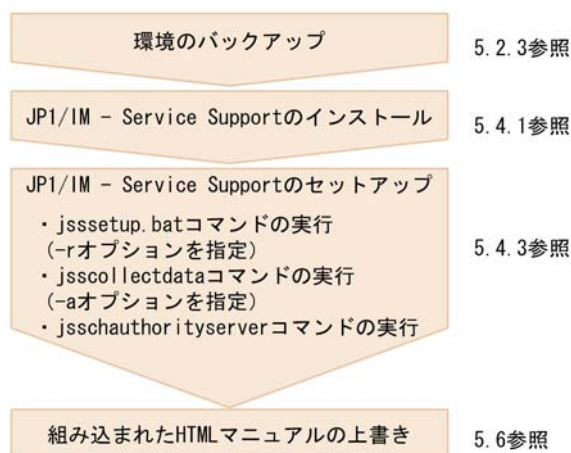 環境のバックアップ
5.2.3参照
JP1/IM - Service Supportのインストール
5.4.1参照
JP1/IM - Service Supportのセットアップ
・jsssetup.batコマンドの実行
(-rオプションを指定)
・jsscollectdataコマンドの実行
(-aオプションを指定)
・jsschauthorityserverコマンドの実行
5.4.3参照
組み込まれたHTMLマニュアルの上書き
5.6参照